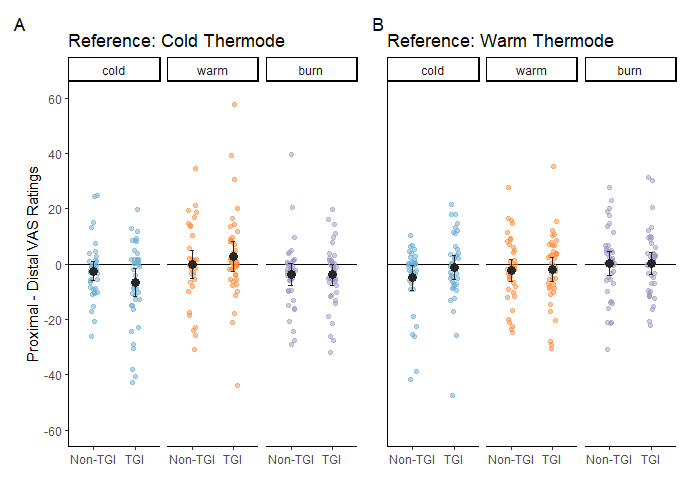 A
B
Reference: Cold Thermode
Reference: Warm Thermode
cold
warm
burn
cold
warm
burn
Proximal - Distal VAS Ratings
60
40
20
0
-20
-40
-60
Non-TGI
TGI
Non-TGI
TGI
Non-TGI
TGI
Non-TGI
TGI
Non-TGI
TGI
Non-TGI
TGI